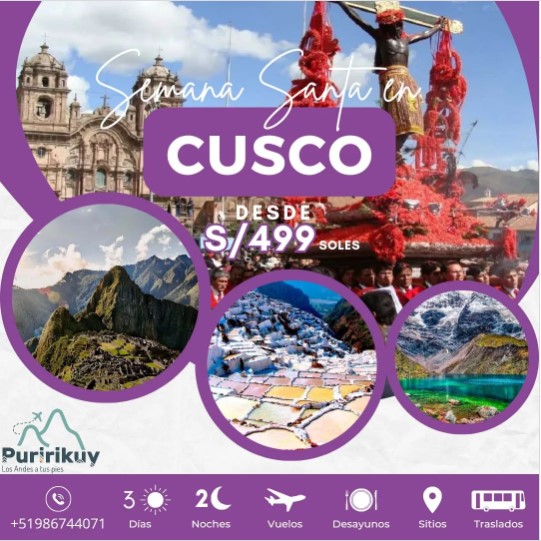 Semana Santa en
CUSCO
DESDE
S/499 SOLES
Puririkuy
Los Andes a tus pies
+51986744071
3
Días
2
Noches
Vuelos
Desayunos
Sitios
Traslados